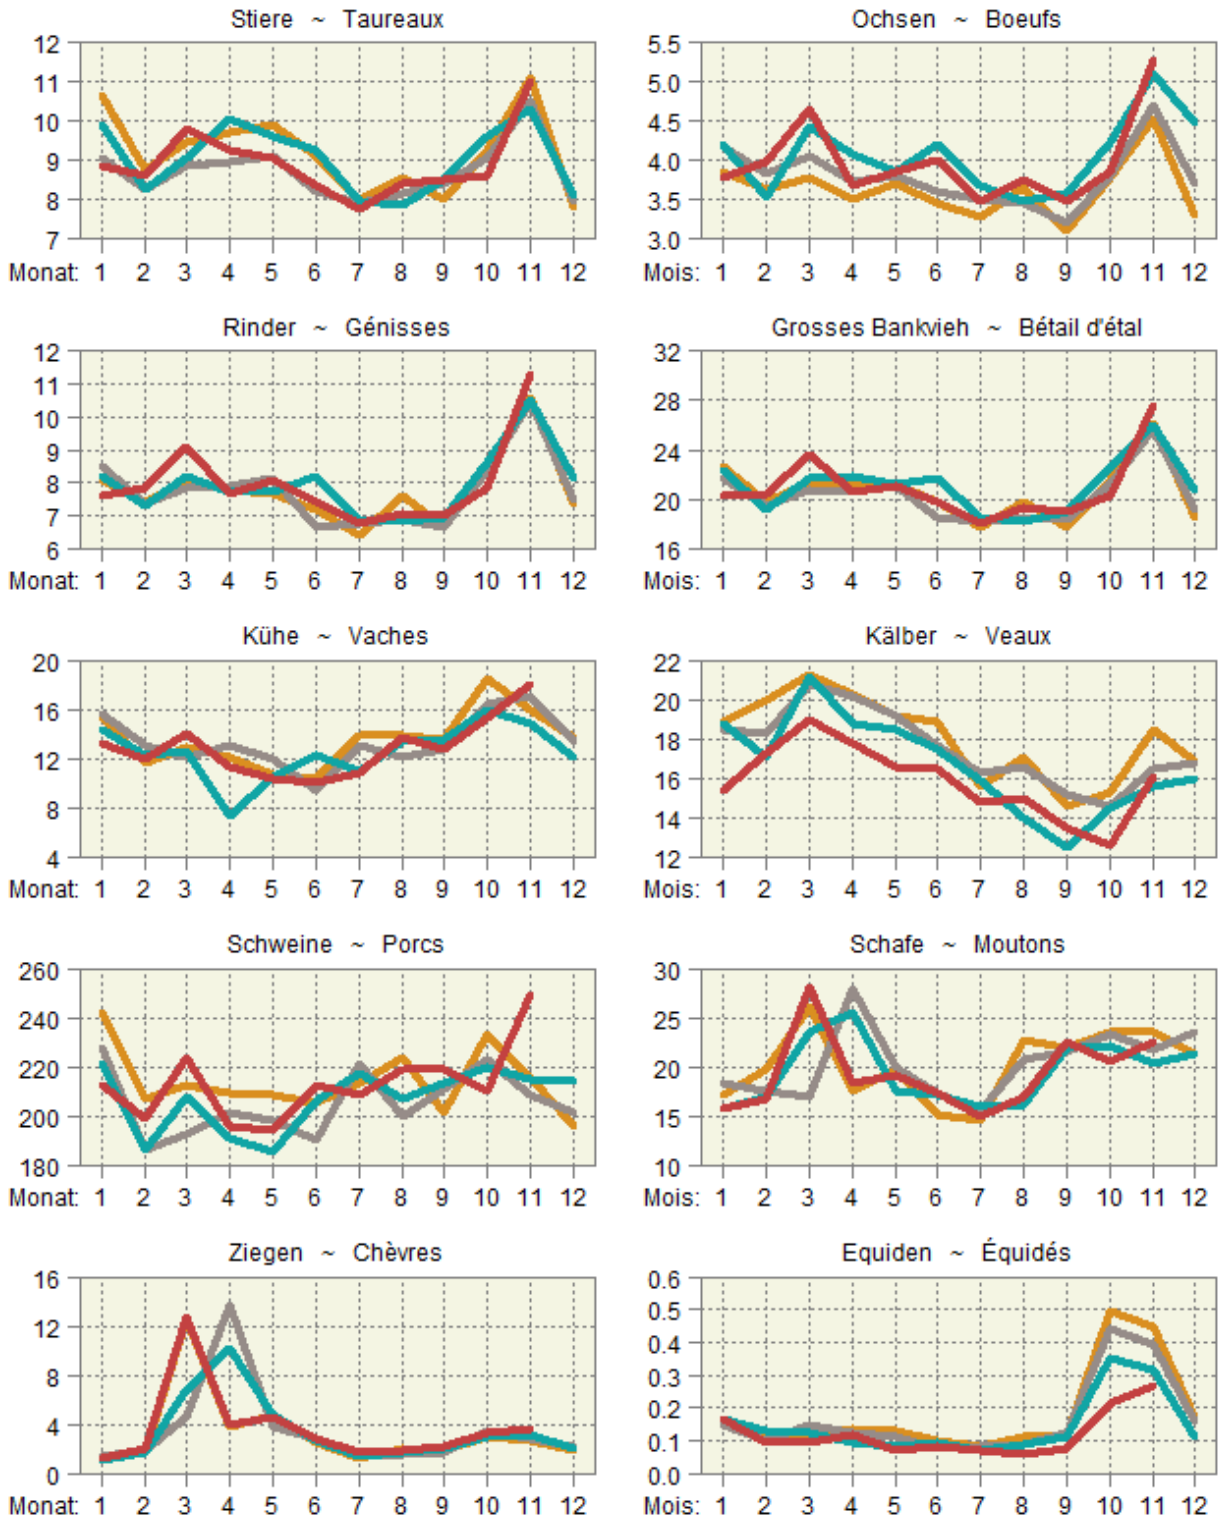 Stiere ~ Taureaux
12
11
10
9
8
7
Monat: 1 2 3 4 5 6 7 8 9 10 11 12
Ochsen ~ Boeufs
5.5
5.0
4.5
4.0
3.5
3.0
Mois: 1 2 3 4 5 6 7 8 9 10 11 12
Rinder ~ Génisses
12
11
10
9
8
7
6
Monat: 1 2 3 4 5 6 7 8 9 10 11 12
Grosses Bankvieh ~ Bétail d'étal
32
28
24
20
16
Mois: 1 2 3 4 5 6 7 8 9 10 11 12
Kühe ~ Vaches
20
16
12
8
4
Monat: 1 2 3 4 5 6 7 8 9 10 11 12
Kälber ~ Veaux
22
20
18
16
14
12
Mois: 1 2 3 4 5 6 7 8 9 10 11 12
Schweine ~ Porcs
260
240
220
200
180
Monat: 1 2 3 4 5 6 7 8 9 10 11 12
Schafe ~ Moutons
30
25
20
15
10
Mois: 1 2 3 4 5 6 7 8 9 10 11 12
Ziegen ~ Chèvres
16
12
8
4
0
Monat: 1 2 3 4 5 6 7 8 9 10 11 12
Equiden ~ Équidés
0.6
0.5
0.4
0.3
0.2
0.1
0.0
Mois: 1 2 3 4 5 6 7 8 9 10 11 12